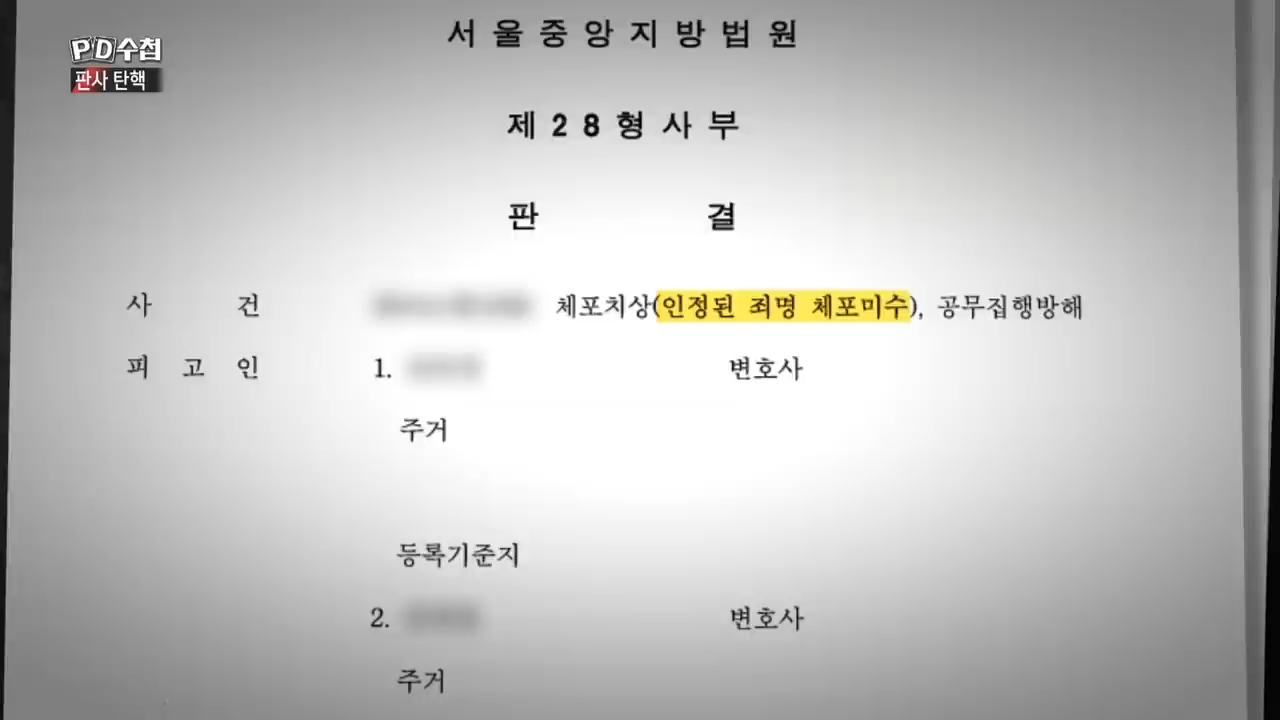 PD수첩
판사 탄핵
서울중앙지방법원
제28형사부
판 결
사 건 체포치상(인정된 죄명 체포미수), 공무집행방해
피 고 인 1. 변호사
주거
등록기준지
2. 변호사
주거